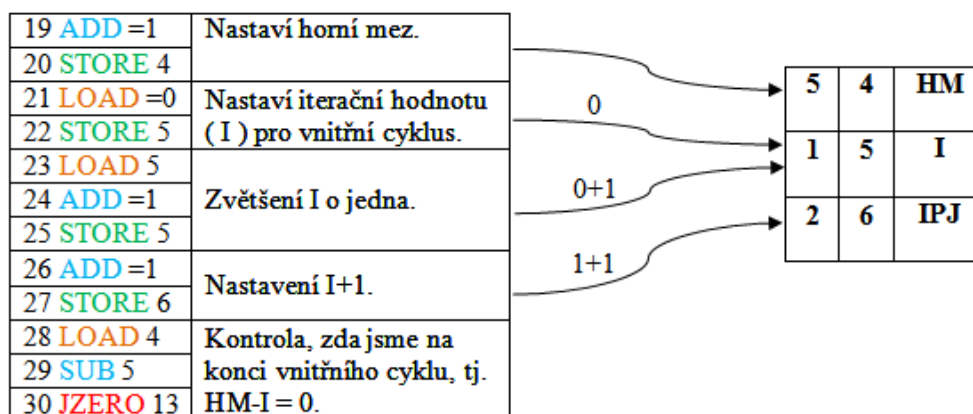 19 ADD =1
20 STORE 4
Nastaví horní mez.
21 LOAD =0
22 STORE 5
Nastaví iterační hodnotu
( I ) pro vnitřní cyklus.
23 LOAD 5
24 ADD =1
25 STORE 5
Zvětšení I o jedna.
26 ADD =1
27 STORE 6
Nastavení I+1.
28 LOAD 4
29 SUB 5
30 JZERO 13
Kontrola, zda jsme na
konci vnitřního cyklu, tj.
HM-I = 0.
0
0+1
1+1
5 4 HM
1 5 I
2 6 IPJ